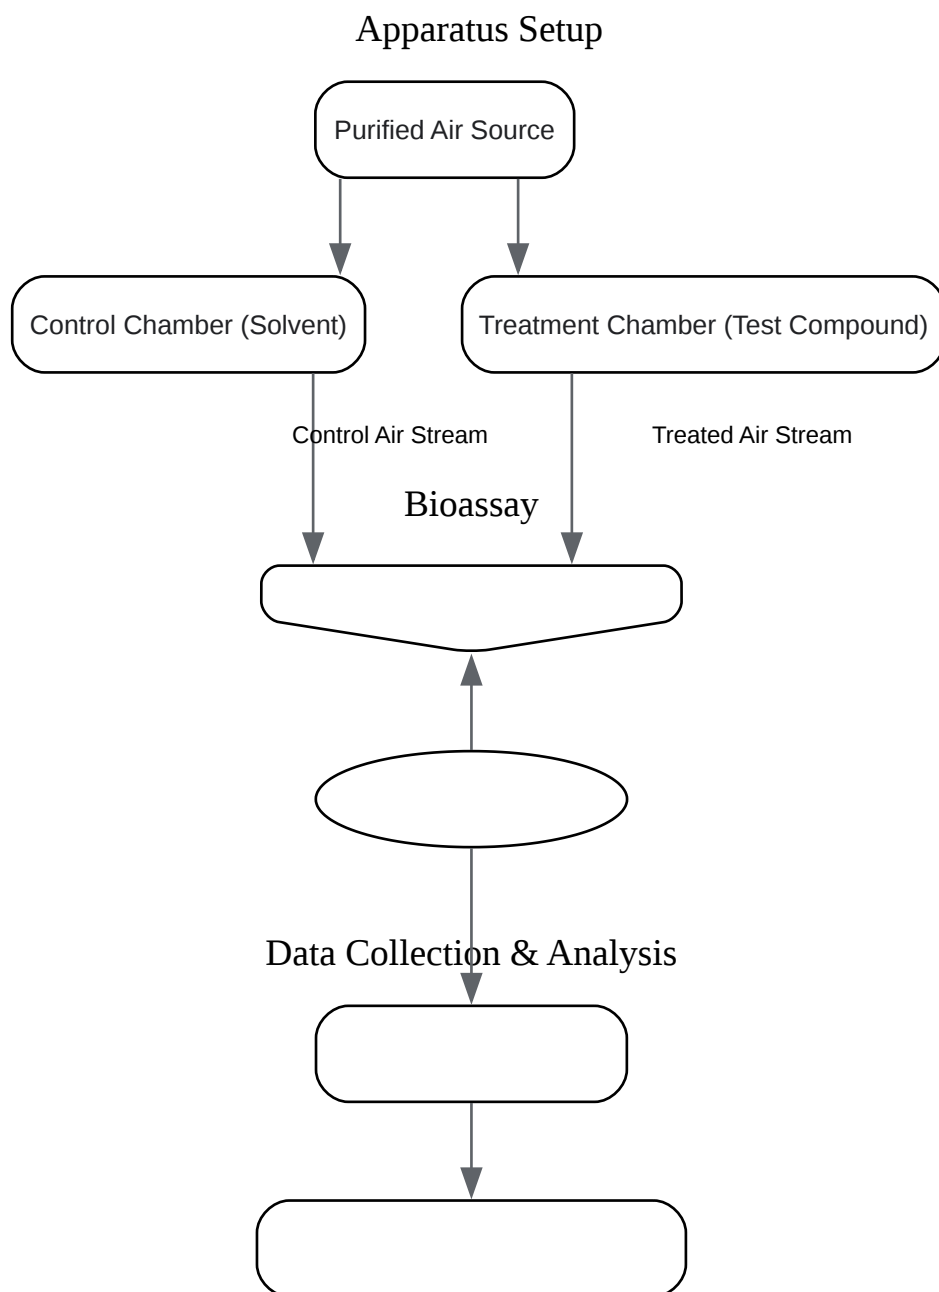 Apparatus Setup
Purified Air Source
Control Chamber (Solvent)
Treatment Chamber (Test Compound)
Control Air Stream
Treated Air Stream
Bioassay
Data Collection & Analysis